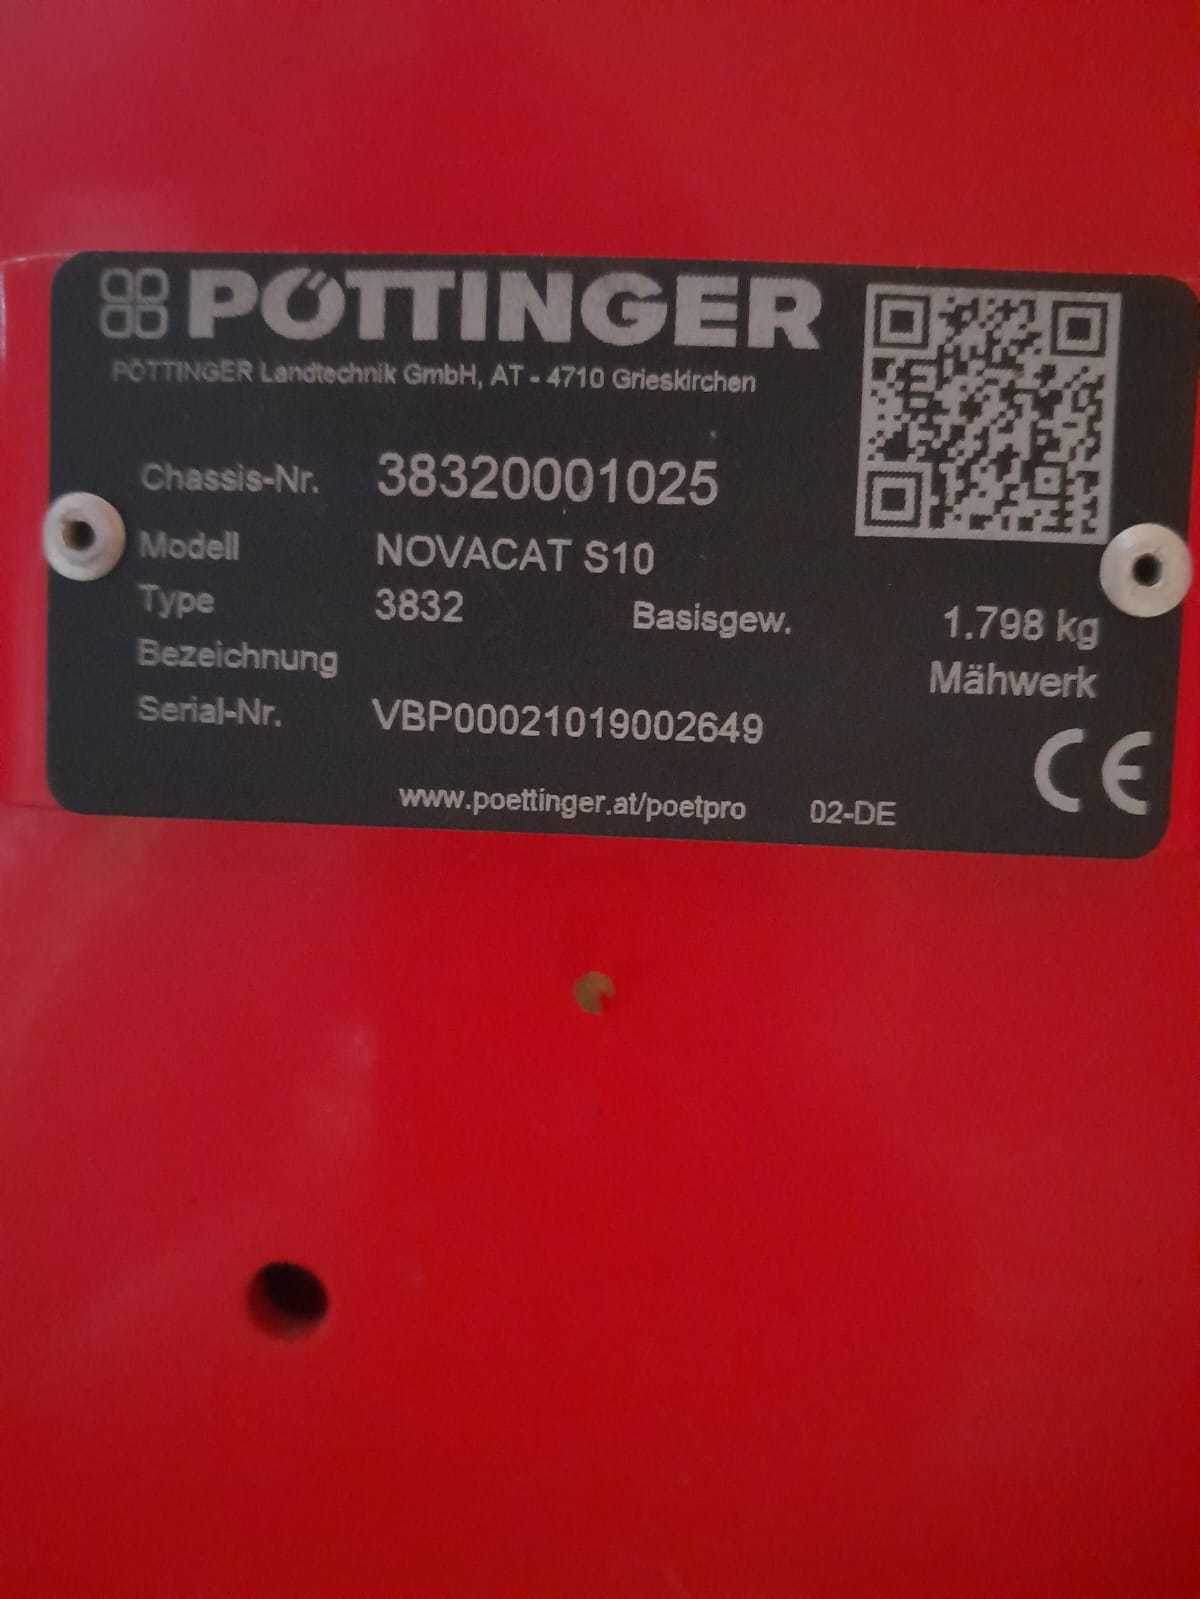 PÖTTINGER
PÖTTINGER Landtechnik GmbH, AT - 4710 Grieskirchen
Chassis-Nr. 38320001025
Modell NOVACAT S10
Type 3832 Basisgew. 1.798 kg
Bezeichnung Mähwerk
Serial-Nr. VBP00021019002649
www.poettinger.at/poetpro 02-DE
CE